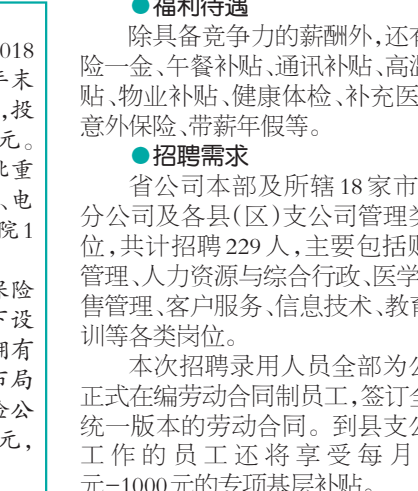 018
年末
,投
元。
比重
、电
院1
保险
下设
拥有
市局
险公
元,
●福利待遇
除具备竞争力的薪酬外,还有
险一金、午餐补贴、通讯补贴、高温
贴、物业补贴、健康体检、补充医
意外保险、带薪年假等。
●招聘需求
省公司本部及所辖18家市
分公司及各县(区)支公司管理类
位,共计招聘229人,主要包括财
管理、人力资源与综合行政、医学
售管理、客户服务、信息技术、教育
训等各类岗位。
本次招聘录用人员全部为公
正式在编劳动合同制员工,签订全
统一版本的劳动合同。到县支公
工作的员工还将享受每月
元-1000元的专项基层补贴。